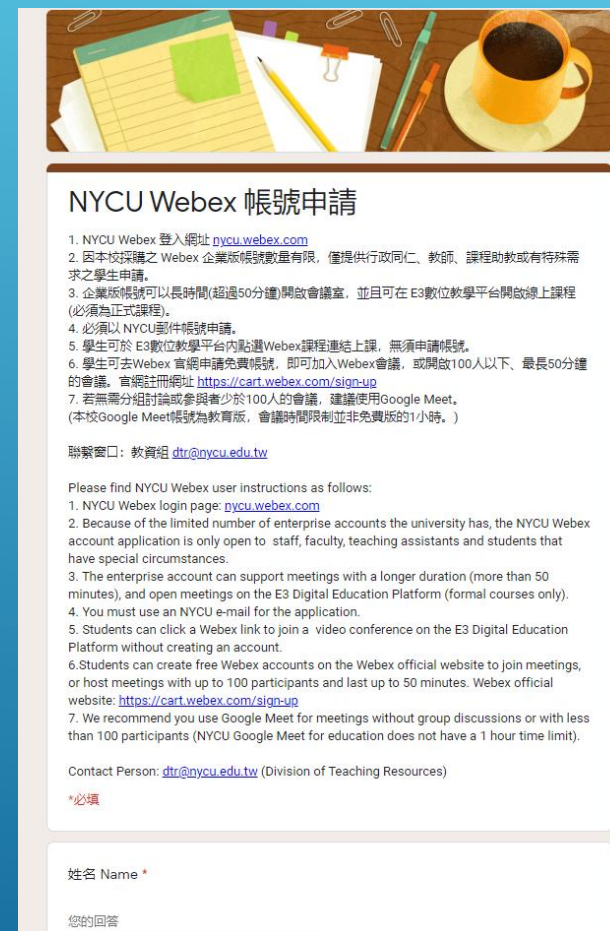 NYCU Webex 帳號申請
1. NYCU Webex 登入網址 nycu.webex.com
2. 因本校採購之 Webex 企業版帳號數量有限，僅提供行政同仁、教師、課程助教或有特殊需
求之學生申請。
3. 企業版帳號可以長時間(超過50分鐘)開啟會議室，並且可在 E3數位教學平台開啟線上課程
(必須為正式課程)。
4. 必須以 NYCU郵件帳號申請。
5. 學生可於 E3數位教學平台內點選Webex課程連結上課，無須申請帳號。
6. 學生可去Webex 官網申請免費帳號，即可加入Webex會議，或開啟100人以下、最長50分鐘
的會議。官網註冊網址 https://cart.webex.com/sign-up
7. 若無需分組討論或參與者少於100人的會議，建議使用Google Meet。
(本校Google Meet帳號為教育版，會議時間限制並非免費版的1小時。)
聯繫窗口：教資組 dtr@nycu.edu.tw
Please find NYCU Webex user instructions as follows:
1. NYCU Webex login page: nycu.webex.com
2. Because of the limited number of enterprise accounts the university has, the NYCU Webex
account application is only open to staff, faculty, teaching assistants and students that
have special circumstances.
3. The enterprise account can support meetings with a longer duration (more than 50
minutes), and open meetings on the E3 Digital Education Platform (formal courses only).
4. You must use an NYCU e-mail for the application.
5. Students can click a Webex link to join a video conference on the E3 Digital Education
Platform without creating an account.
6.Students can create free Webex accounts on the Webex official website to join meetings,
or host meetings with up to 100 participants and last up to 50 minutes. Webex official
website: https://cart.webex.com/sign-up
7. We recommend you use Google Meet for meetings without group discussions or with less
than 100 participants (NYCU Google Meet for education does not have a 1 hour time limit).
Contact Person: dtr@nycu.edu.tw (Division of Teaching Resources)
*必填
姓名 Name *
您的回答